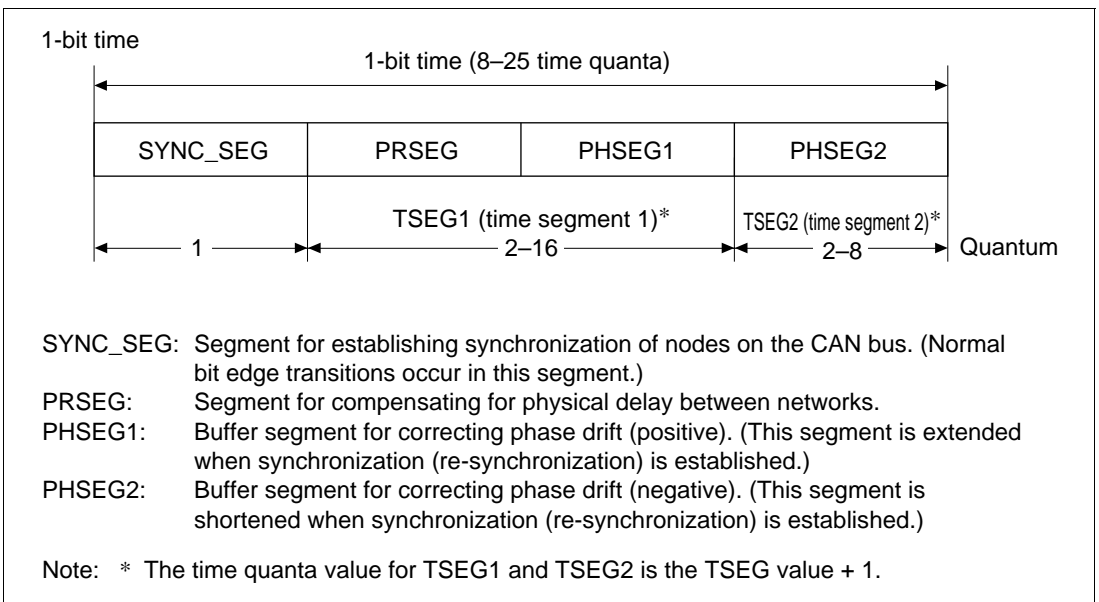 1-bit time
1-bit time (8–25 time quanta)
SYNC_SEG PRSEG PHSEG1 PHSEG2
TSEG1 (time segment 1)* TSEG2 (time segment 2)*
1 2–16 2–8 Quantum
SYNC_SEG: Segment for establishing synchronization of nodes on the CAN bus. (Normal
bit edge transitions occur in this segment.)
PRSEG: Segment for compensating for physical delay between networks.
PHSEG1: Buffer segment for correcting phase drift (positive). (This segment is extended
when synchronization (re-synchronization) is established.)
PHSEG2: Buffer segment for correcting phase drift (negative). (This segment is
shortened when synchronization (re-synchronization) is established.)
Note: * The time quanta value for TSEG1 and TSEG2 is the TSEG value + 1.